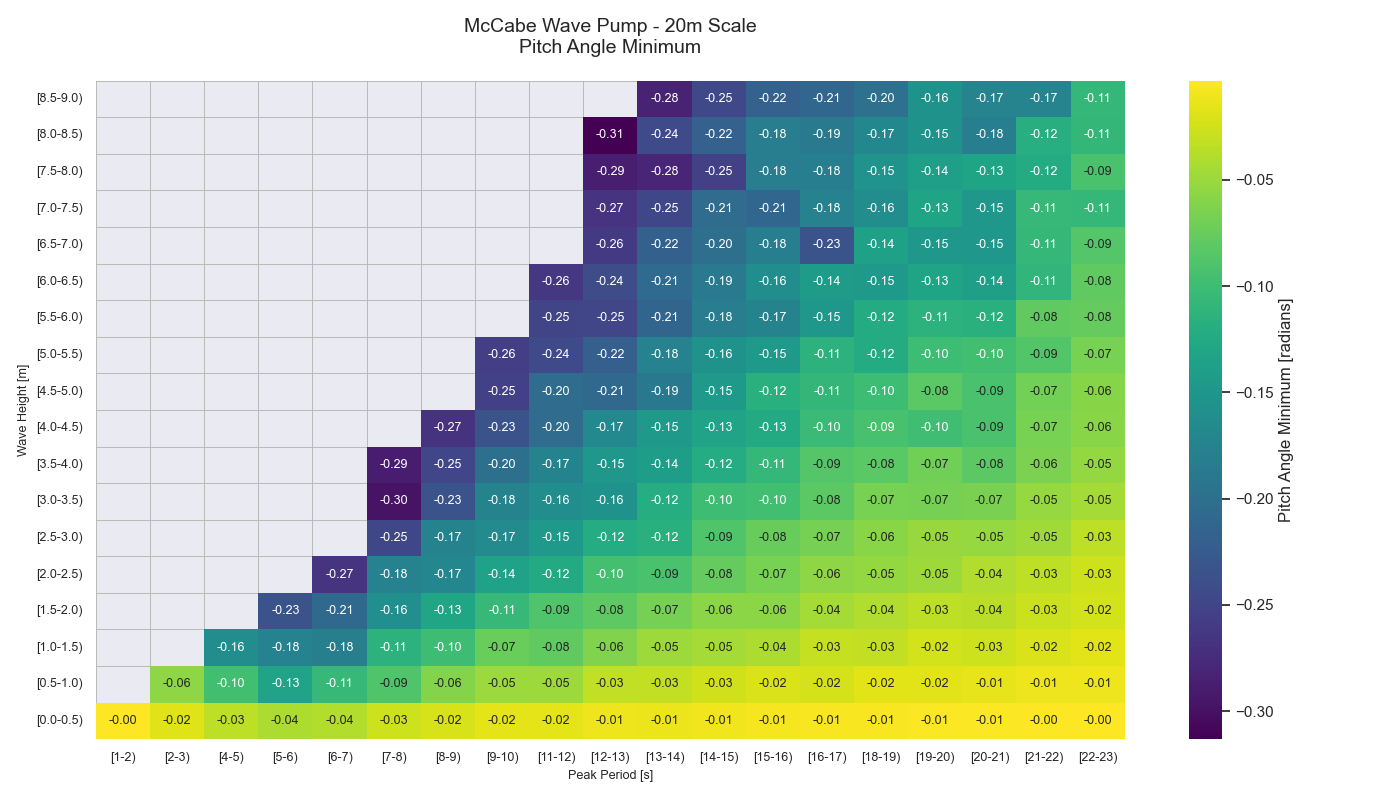 McCabe Wave Pump - 20m Scale
Pitch Angle Minimum
Wave Height [m]
[8.5-9.0) -0.28 -0.25 -0.22 -0.21 -0.20 -0.16 -0.17 -0.17 -0.11
[8.0-8.5) -0.31 -0.24 -0.22 -0.18 -0.19 -0.17 -0.15 -0.18 -0.12 -0.11
[7.5-8.0) -0.29 -0.28 -0.25 -0.18 -0.18 -0.15 -0.14 -0.13 -0.12 -0.09
[7.0-7.5) -0.27 -0.25 -0.21 -0.21 -0.18 -0.16 -0.13 -0.15 -0.11 -0.11
[6.5-7.0) -0.26 -0.22 -0.20 -0.18 -0.23 -0.14 -0.15 -0.15 -0.11 -0.09
[6.0-6.5) -0.26 -0.24 -0.21 -0.19 -0.16 -0.14 -0.15 -0.13 -0.14 -0.11 -0.08
[5.5-6.0) -0.25 -0.25 -0.21 -0.18 -0.17 -0.15 -0.12 -0.11 -0.12 -0.08 -0.08
[5.0-5.5) -0.26 -0.24 -0.22 -0.18 -0.16 -0.15 -0.11 -0.12 -0.10 -0.10 -0.09 -0.07
[4.5-5.0) -0.25 -0.20 -0.21 -0.19 -0.15 -0.12 -0.11 -0.10 -0.08 -0.09 -0.07 -0.06
[4.0-4.5) -0.27 -0.23 -0.20 -0.17 -0.15 -0.13 -0.13 -0.10 -0.09 -0.10 -0.09 -0.07 -0.06
[3.5-4.0) -0.29 -0.25 -0.20 -0.17 -0.15 -0.14 -0.12 -0.11 -0.09 -0.08 -0.07 -0.08 -0.06 -0.05
[3.0-3.5) -0.30 -0.23 -0.18 -0.16 -0.16 -0.12 -0.10 -0.10 -0.08 -0.07 -0.07 -0.07 -0.05 -0.05
[2.5-3.0) -0.25 -0.17 -0.17 -0.15 -0.12 -0.12 -0.09 -0.08 -0.07 -0.06 -0.05 -0.05 -0.05 -0.03
[2.0-2.5) -0.27 -0.18 -0.17 -0.14 -0.12 -0.10 -0.09 -0.08 -0.07 -0.06 -0.05 -0.05 -0.04 -0.03 -0.03
[1.5-2.0) -0.23 -0.21 -0.16 -0.13 -0.11 -0.09 -0.08 -0.07 -0.06 -0.06 -0.04 -0.04 -0.03 -0.04 -0.03 -0.02
[1.0-1.5) -0.16 -0.18 -0.18 -0.11 -0.10 -0.07 -0.08 -0.06 -0.05 -0.05 -0.04 -0.03 -0.03 -0.02 -0.03 -0.02 -0.02
[0.5-1.0) -0.06 -0.10 -0.13 -0.11 -0.09 -0.06 -0.05 -0.05 -0.03 -0.03 -0.03 -0.02 -0.02 -0.02 -0.02 -0.01 -0.01 -0.01
[0.0-0.5) -0.00 -0.02 -0.03 -0.04 -0.04 -0.03 -0.02 -0.02 -0.02 -0.01 -0.01 -0.01 -0.01 -0.01 -0.01 -0.01 -0.01 -0.00 -0.00
[1-2) [2-3) [4-5) [5-6) [6-7) [7-8) [8-9) [9-10) [11-12) [12-13) [13-14) [14-15) [15-16) [16-17) [18-19) [19-20) [20-21) [21-22) [22-23)
Peak Period [s]
−0.05
−0.10
−0.15
−0.20
−0.25
−0.30
Pitch Angle Minimum [radians]